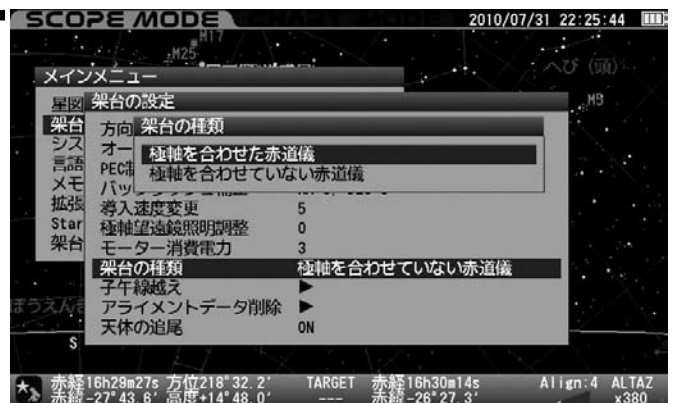 SCOPE MODE 2010/07/31 22:25:44
M17
M25
へび (頭)
M9
メインメニュー
星図
架台
シス
言語
メモ
拡張
Star
架台
架台の設定
方向
オー
PEC
バッ
導入速度変更 5
極軸望遠鏡照明調整 0
モーター消費電力 3
架台の種類 極軸を合わせていない赤道儀
子午線越え ▶
アライメントデータ削除 ▶
天体の追尾 ON
架台の種類
極軸を合わせた赤道儀
極軸を合わせていない赤道儀
ぼうえんき
S
赤経16h29m27s 方位218°32.2′ TARGET 赤経16h30m14s Align:4 ALTAZ
赤緯-27°43.6′ 高度+14°48.0′ --- 赤緯-26°27.3′ x380